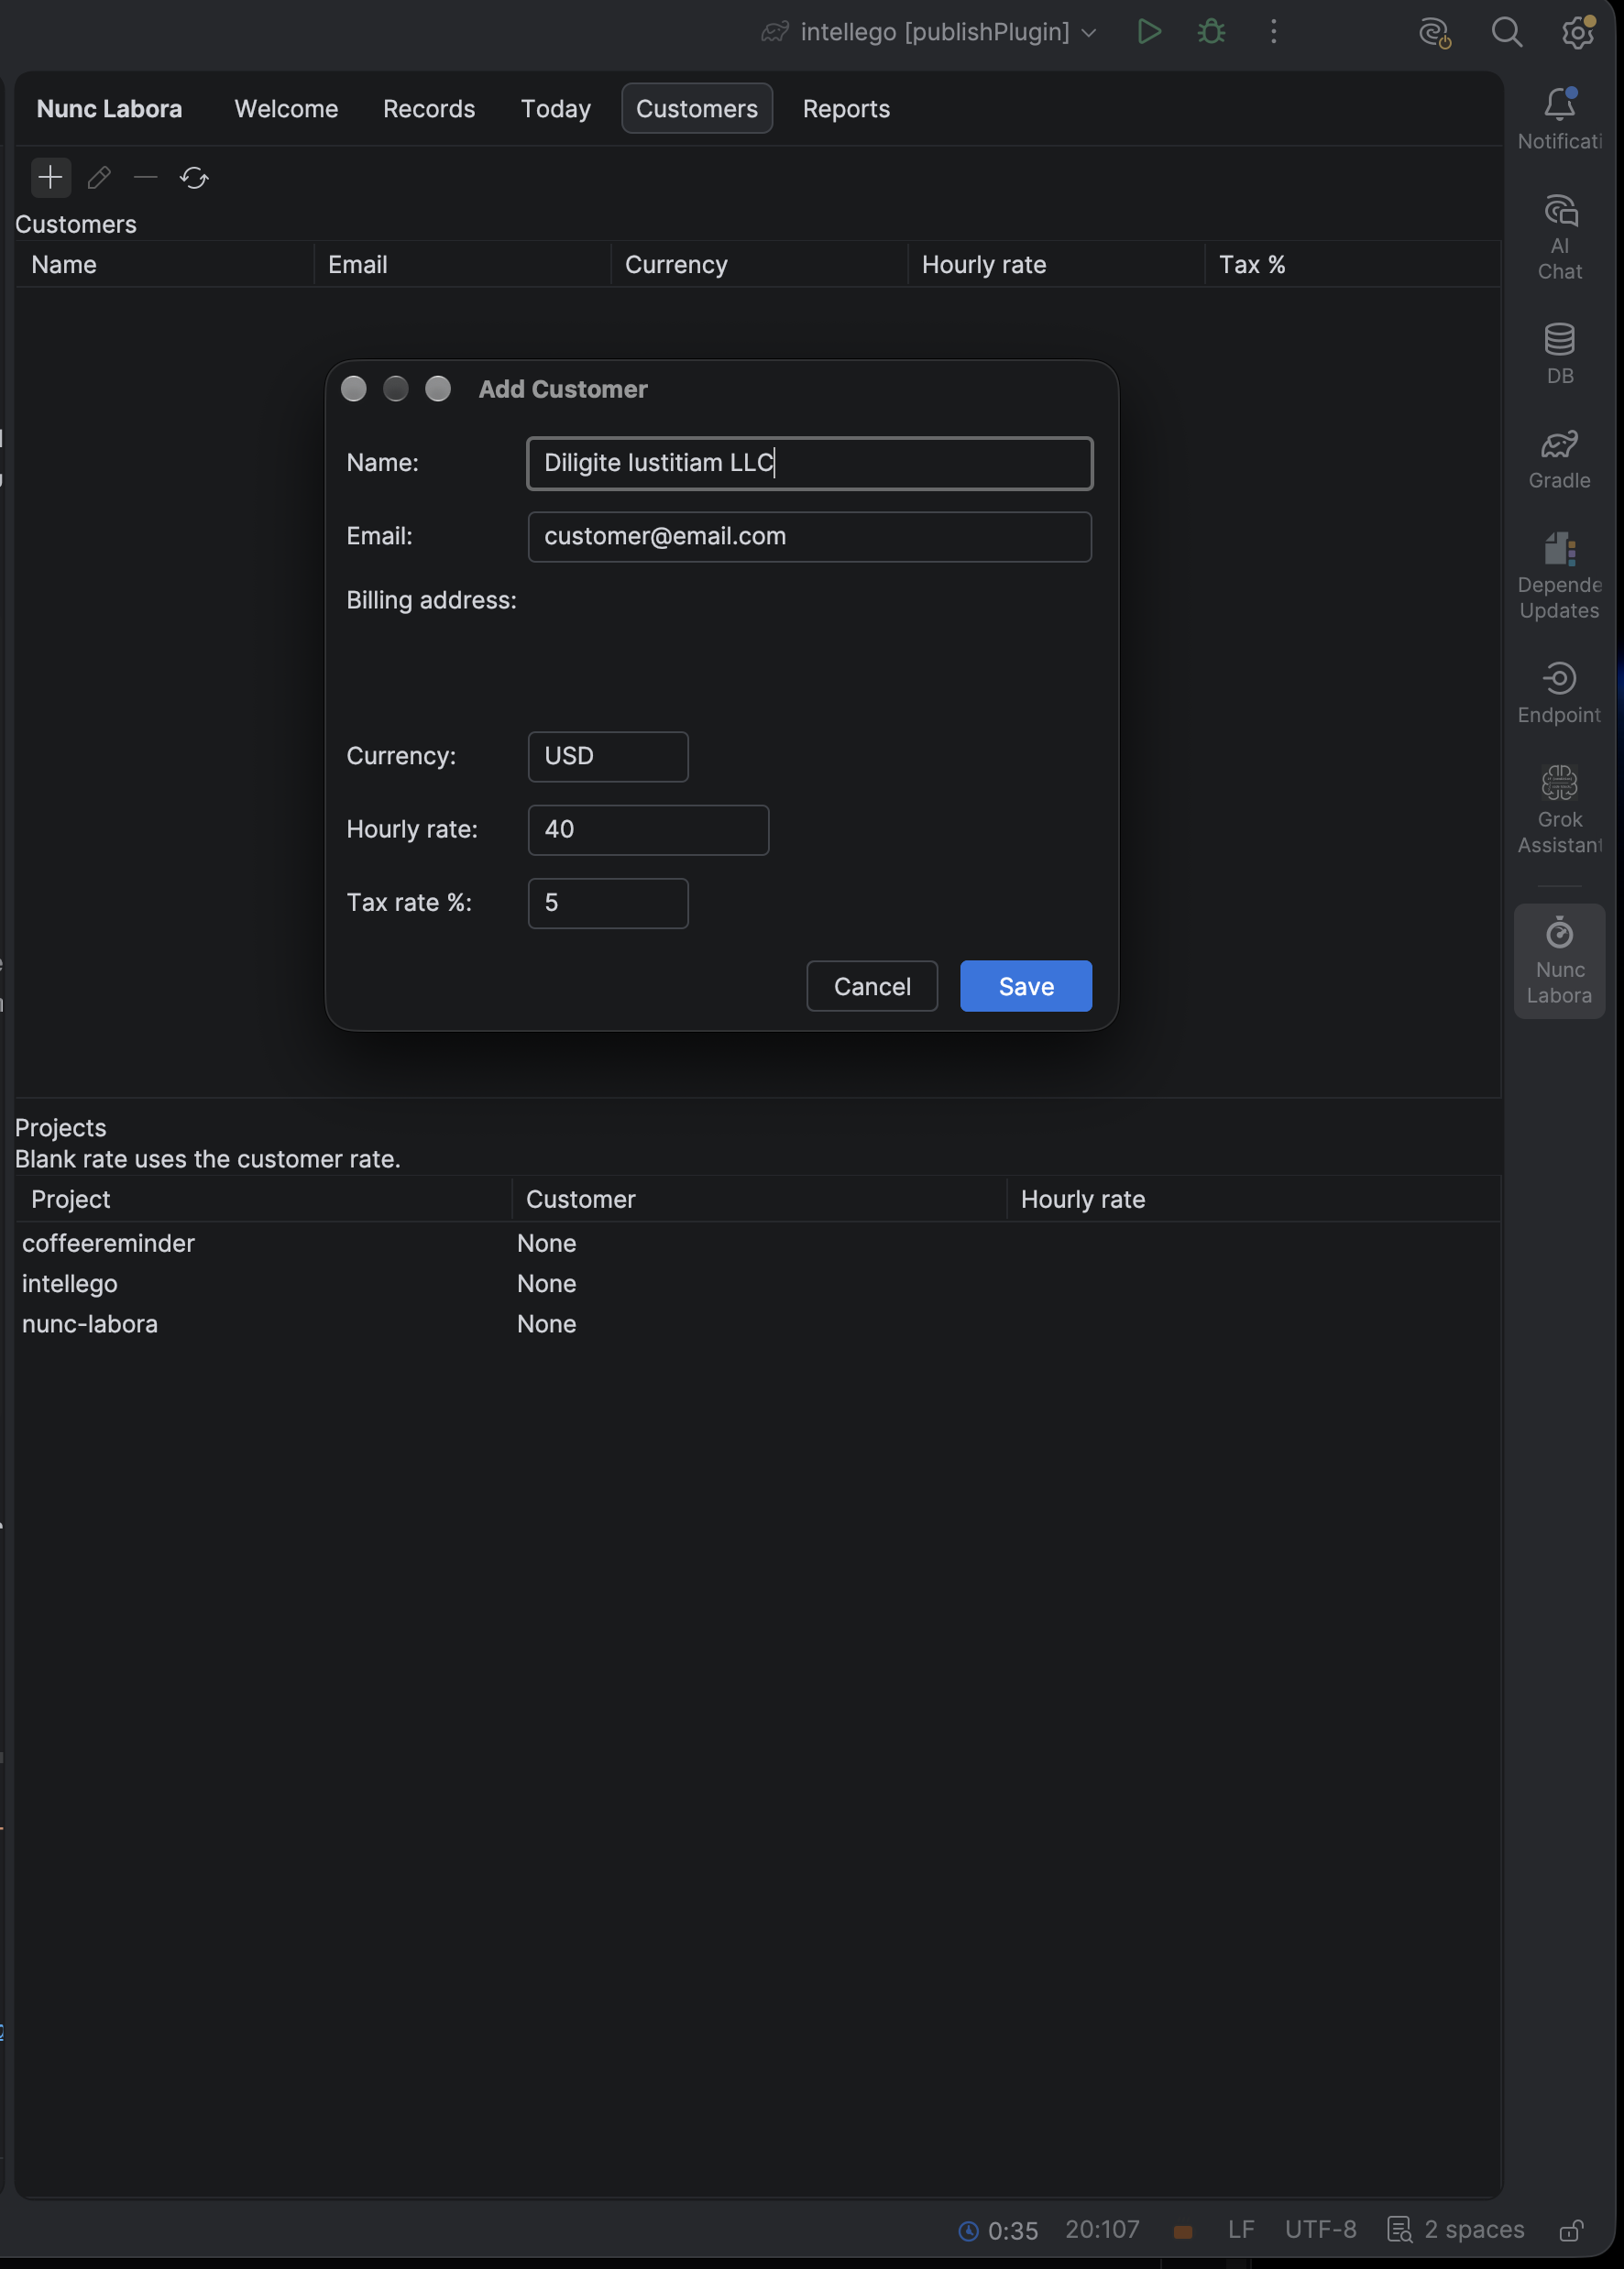 intellego [publishPlugin]
Nunc Labora Welcome Records Today Customers Reports
Customers
Name Email Currency Hourly rate Tax %
Add Customer
Name: Diligite Iustitiam LLC
Email: customer@email.com
Billing address:
Currency: USD
Hourly rate: 40
Tax rate %: 5
Cancel Save
Projects
Blank rate uses the customer rate.
Project Customer Hourly rate
coffeereminder None
intellego None
nunc-labora None
Notificati
AI
Chat
DB
Gradle
Depende
Updates
Endpoint
Grok
Assistant
Nunc
Labora
0:35 20:107 LF UTF-8 2 spaces